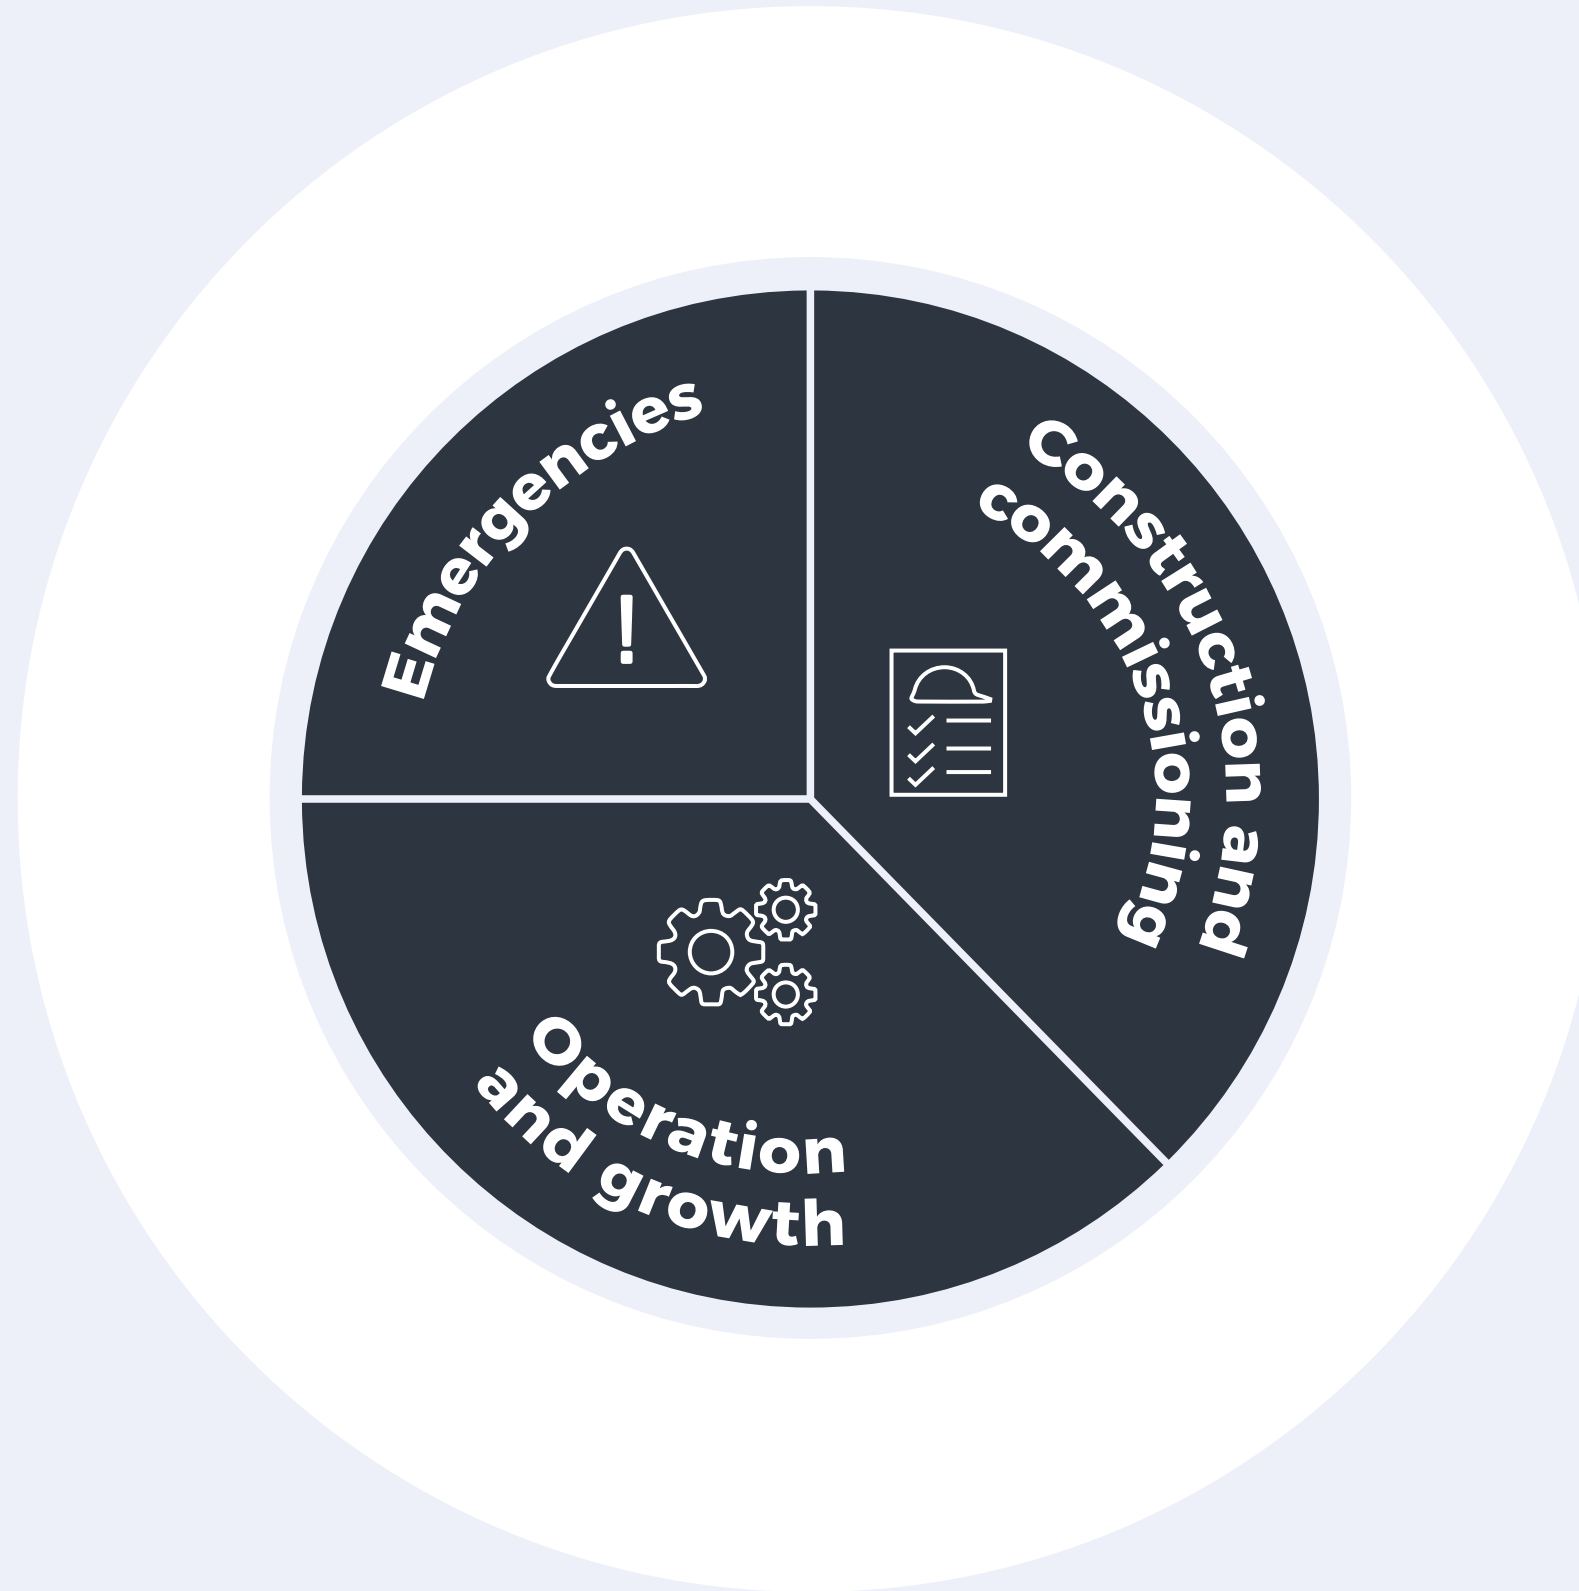 Emergencies
Construction and
commissioning
Operation
and growth